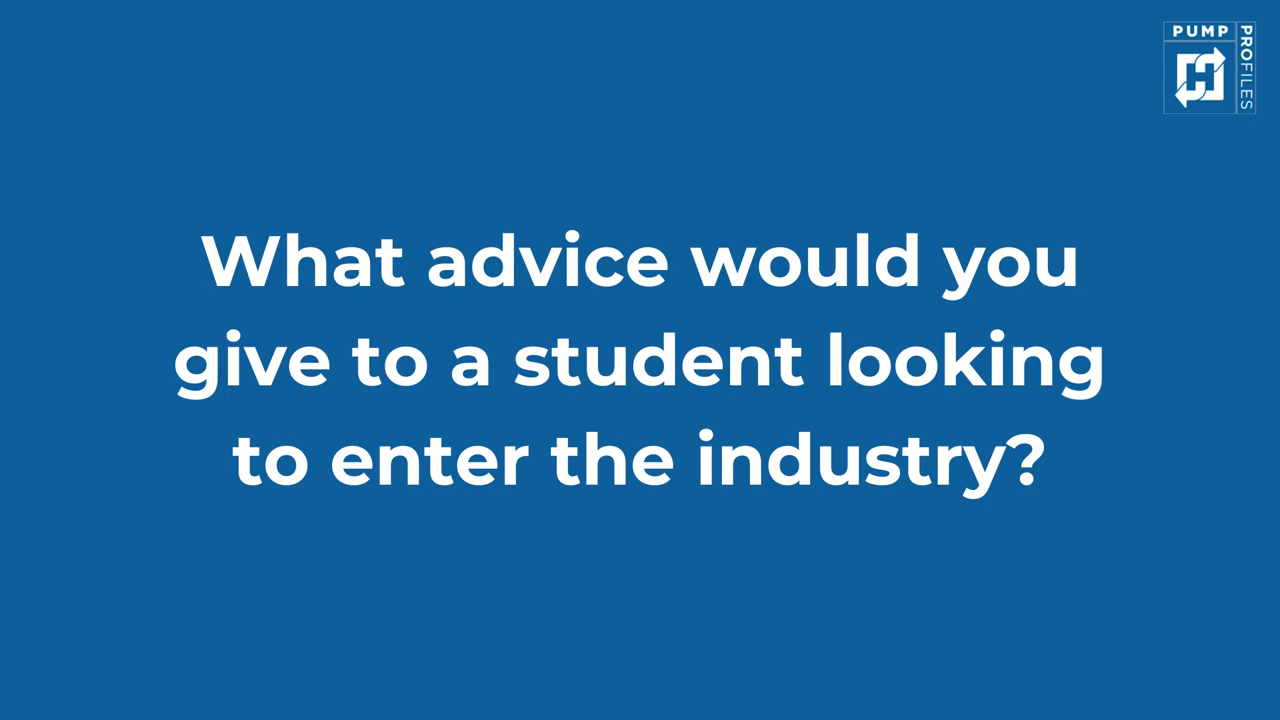 PUMP
PROFILES
H
What advice would you
give to a student looking
to enter the industry?